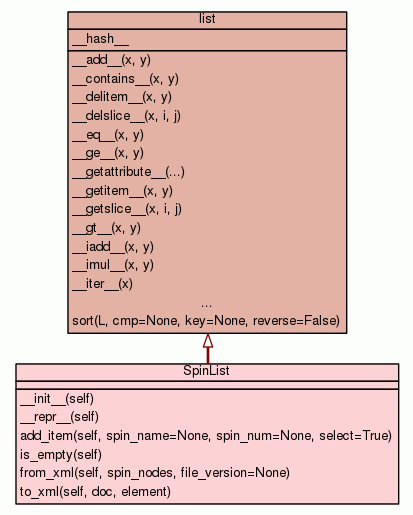 list
__hash__
__add__(x, y)
__contains__(x, y)
__delitem__(x, y)
__delslice__(x, i, j)
__eq__(x, y)
__ge__(x, y)
__getattribute__(...)
__getitem__(x, y)
__getslice__(x, i, j)
__gt__(x, y)
__iadd__(x, y)
__imul__(x, y)
__iter__(x)
...
sort(L, cmp=None, key=None, reverse=False)
SpinList
__init__(self)
__repr__(self)
add_item(self, spin_name=None, spin_num=None, select=True)
is_empty(self)
from_xml(self, spin_nodes, file_version=None)
to_xml(self, doc, element)